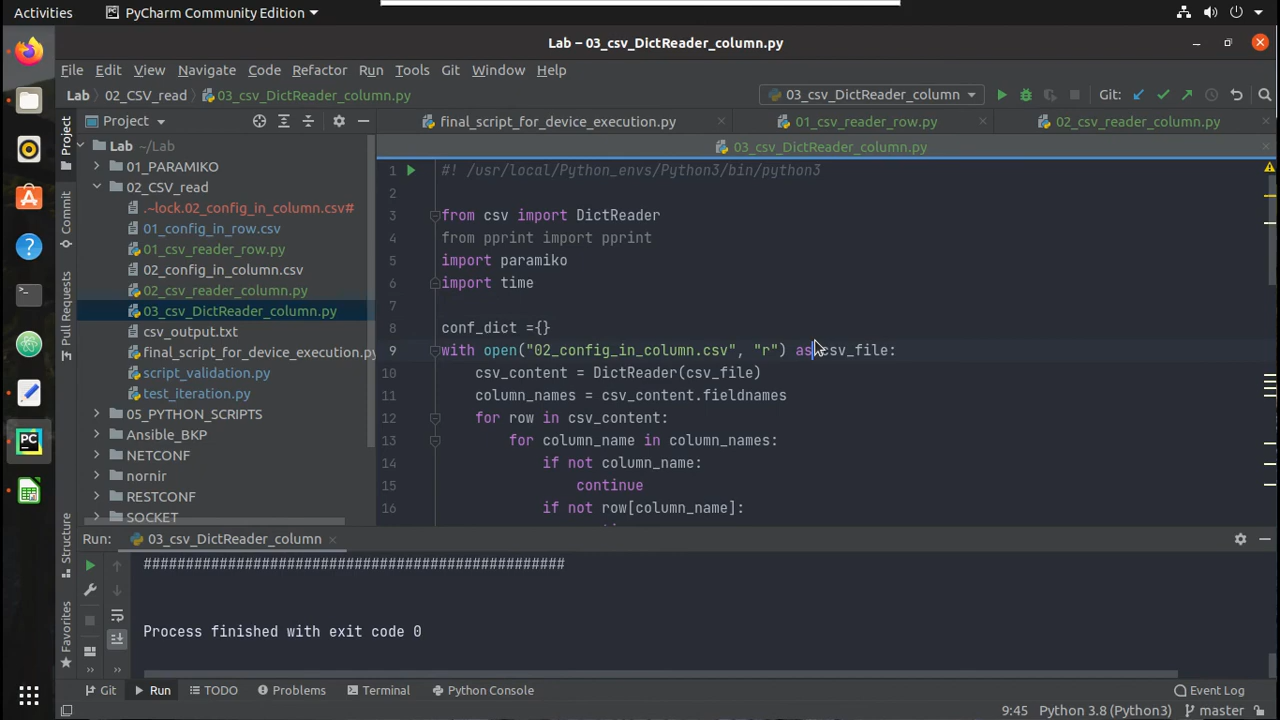 Activities PyCharm Community Edition
Lab – 03_csv_DictReader_column.py
File Edit View Navigate Code Refactor Run Tools Git Window Help
Lab 02_CSV_read 03_csv_DictReader_column.py 03_csv_DictReader_column Git:
Project final_script_for_device_execution.py 01_csv_reader_row.py 02_csv_reader_column.py
03_csv_DictReader_column.py
Project
Commit
Pull Requests
Structure
Favorites
Lab ~/Lab
01_PARAMIKO
02_CSV_read
.~lock.02_config_in_column.csv#
01_config_in_row.csv
01_csv_reader_row.py
02_config_in_column.csv
02_csv_reader_column.py
03_csv_DictReader_column.py
csv_output.txt
final_script_for_device_execution.py
script_validation.py
test_iteration.py
05_PYTHON_SCRIPTS
Ansible_BKP
NETCONF
nornir
RESTCONF
SOCKET
1 #! /usr/local/Python_envs/Python3/bin/python3
2
3 from csv import DictReader
4 from pprint import pprint
5 import paramiko
6 import time
7
8 conf_dict ={}
9 with open("02_config_in_column.csv", "r") as csv_file:
10 csv_content = DictReader(csv_file)
11 column_names = csv_content.fieldnames
12 for row in csv_content:
13 for column_name in column_names:
14 if not column_name:
15 continue
16 if not row[column_name]:
Run: 03_csv_DictReader_column
##################################################
Process finished with exit code 0
Git Run TODO Problems Terminal Python Console Event Log
9:45 Python 3.8 (Python3) master